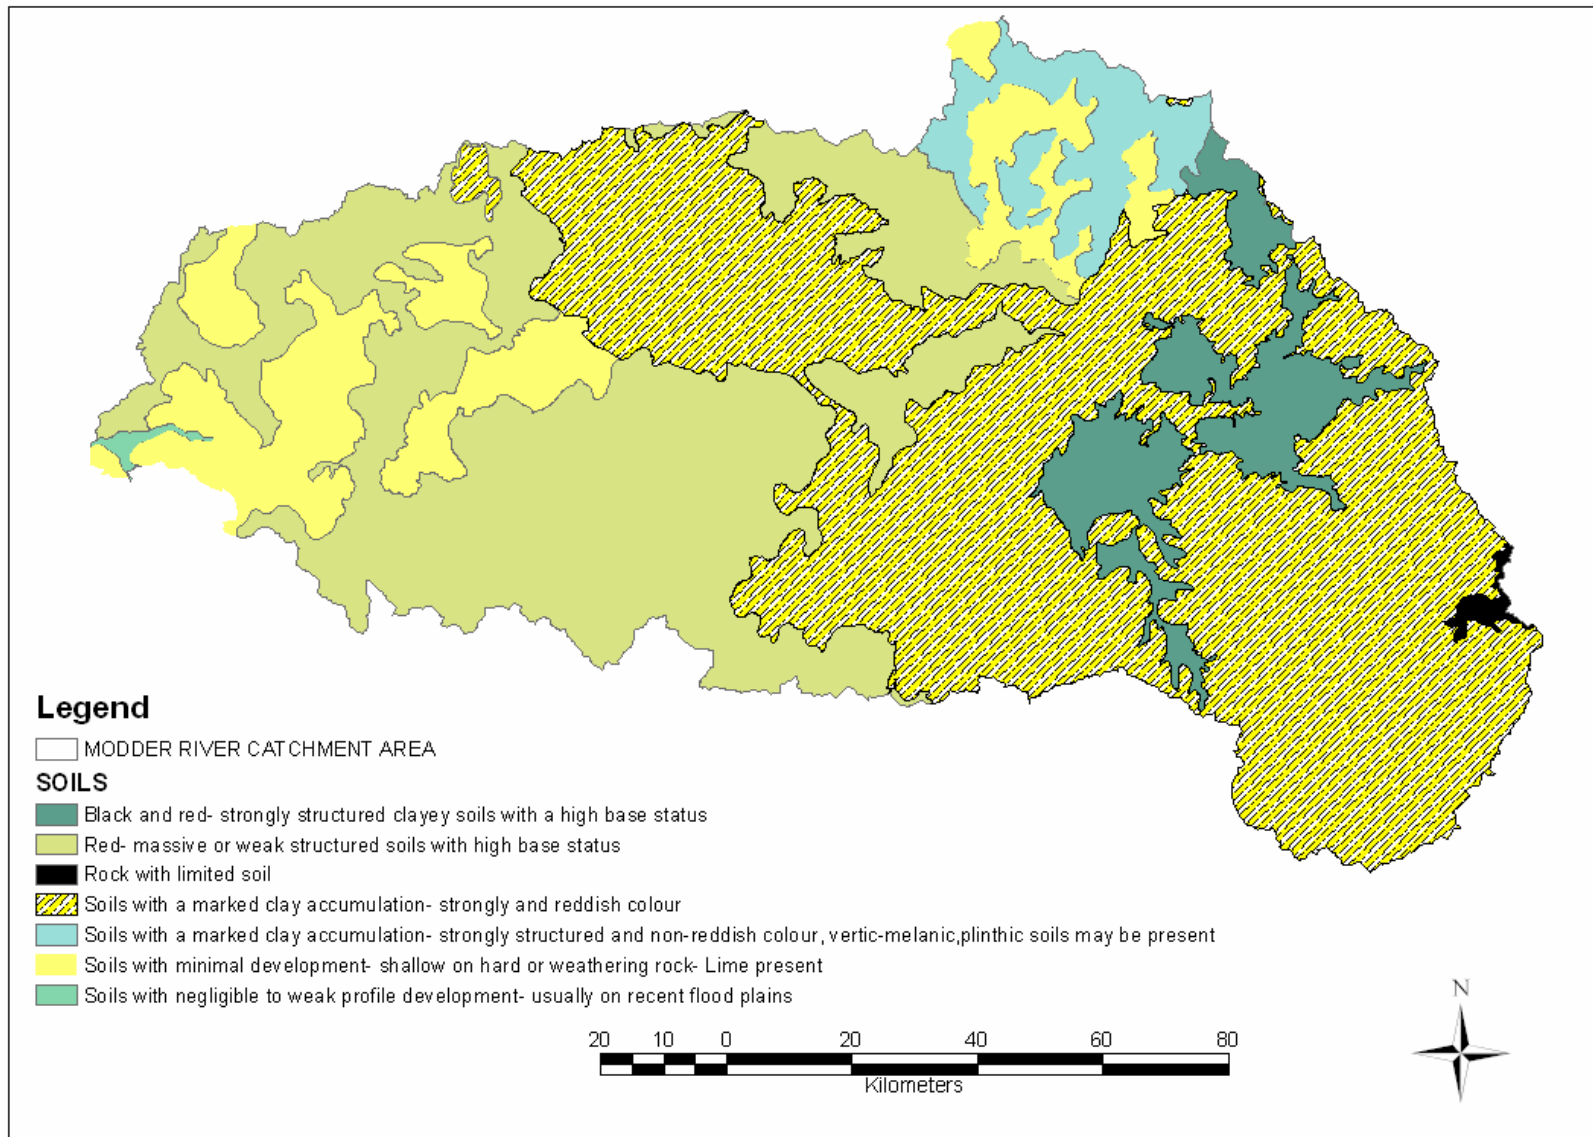 Legend
MODDER RIVER CATCHMENT AREA
SOILS
Black and red- strongly structured clayey soils with a high base status
Red- massive or weak structured soils with high base status
Rock with limited soil
Soils with a marked clay accumulation- strongly and reddish colour
Soils with a marked clay accumulation- strongly structured and non-reddish colour, vertic-melanic,plinthic soils may be present
Soils with minimal development- shallow on hard or weathering rock- Lime present
Soils with negligible to weak profile development- usually on recent flood plains
N
20 10 0 20 40 60 80
Kilometers